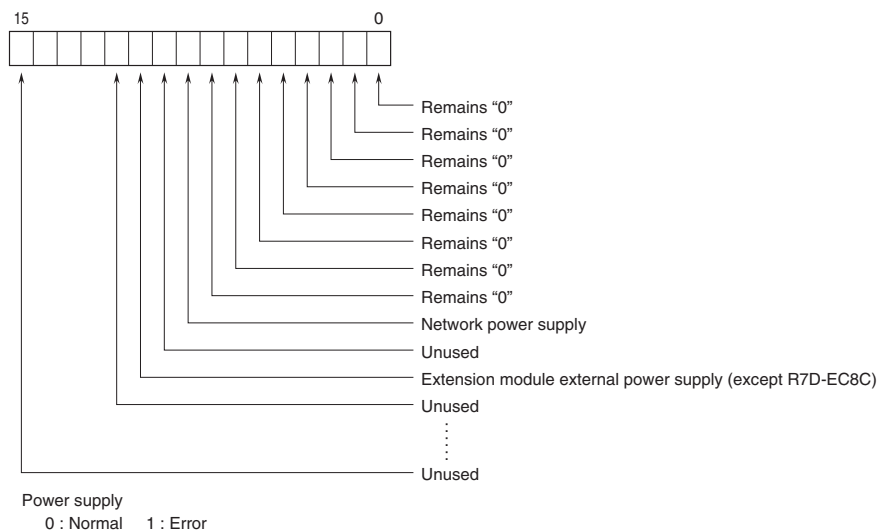 15 0
Remains “0”
Remains “0”
Remains “0”
Remains “0”
Remains “0”
Remains “0”
Remains “0”
Remains “0”
Network power supply
Unused
Extension module external power supply (except R7D-EC8C)
Unused
Unused
Power supply
0 : Normal 1 : Error